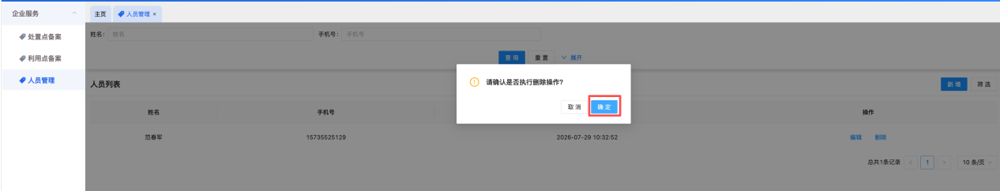 企业服务
主页 人员管理 ×
处置点备案
利用点备案
人员管理
姓名: 姓名 手机号: 手机号
查询 重置 展开
人员列表
新增 筛选
请确认是否执行删除操作?
取消 确定
姓名 手机号 操作
范春军 15735525129 2026-07-29 10:32:52 编辑 删除
总共1条记录 < 1 > 10 条/页